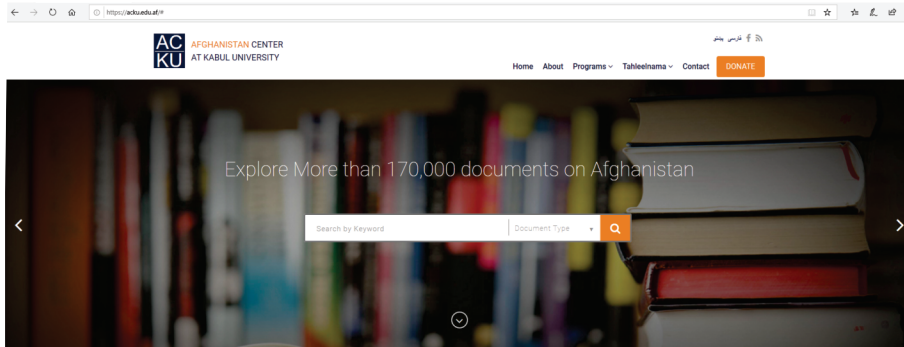 https://acku.edu.af/#
فارسی پښتو
AC
KU
AFGHANISTAN CENTER
AT KABUL UNIVERSITY
Home About Programs Tahleelnama Contact DONATE
Explore More than 170,000 documents on Afghanistan
Search by Keyword Document Type